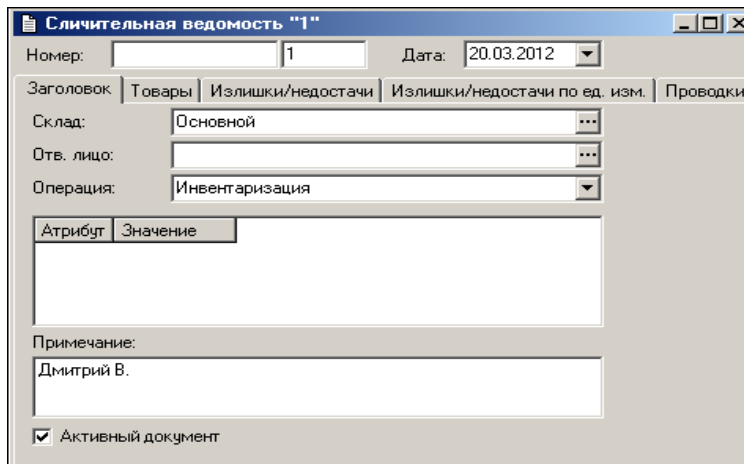 Сличительная ведомость "1"
Номер: 1 Дата: 20.03.2012
Заголовок Товары Излишки/недостачи Излишки/недостачи по ед. изм. Проводки
Склад: Основной
Отв. лицо:
Операция: Инвентаризация
Атрибут Значение
Примечание:
Дмитрий В.
Активный документ